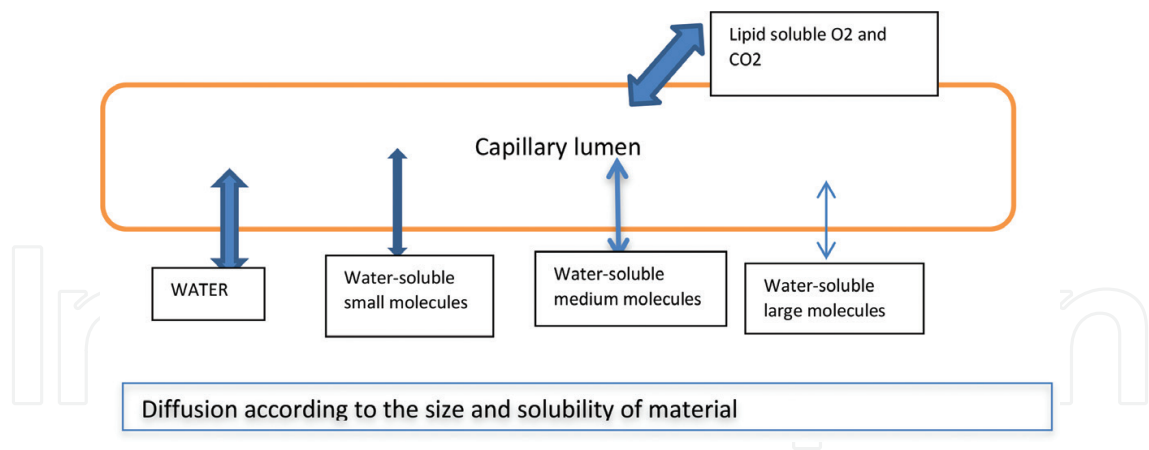 Lipid soluble O2 and
CO2
Capillary lumen
WATER
Water-soluble
small molecules
Water-soluble
medium molecules
Water-soluble
large molecules
Diffusion according to the size and solubility of material